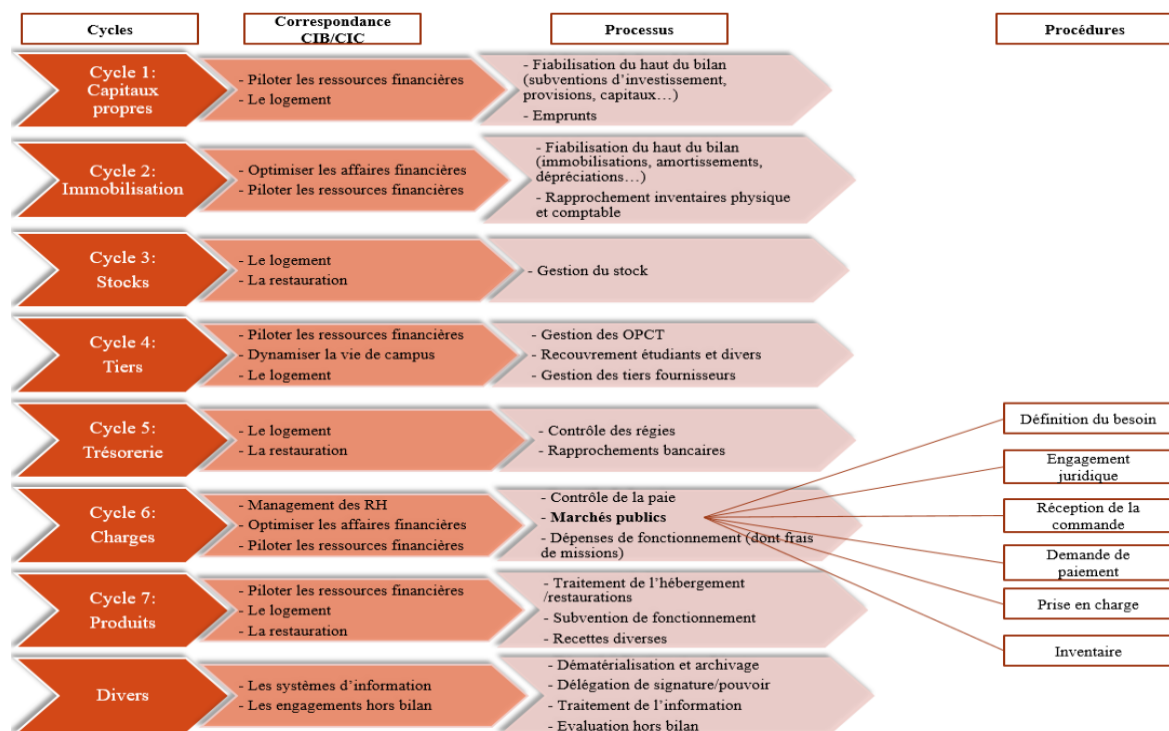 Cycles
Correspondance
CIB/CIC
Processus
Procédures
Cycle 1:
Capitaux
propres
- Piloter les ressources financières
- Le logement
- Fiabilisation du haut du bilan
(subventions d’investissement,
provisions, capitaux…)
- Emprunts
Cycle 2:
Immobilisation
- Optimiser les affaires financières
- Piloter les ressources financières
- Fiabilisation du haut du bilan
(immobilisations, amortissements,
dépréciations…)
- Rapprochement inventaires physique
et comptable
Cycle 3:
Stocks
- Le logement
- La restauration
- Gestion du stock
Cycle 4:
Tiers
- Piloter les ressources financières
- Dynamiser la vie de campus
- Le logement
- Gestion des OPCT
- Recouvrement étudiants et divers
- Gestion des tiers fournisseurs
Cycle 5:
Trésorerie
- Le logement
- La restauration
- Contrôle des régies
- Rapprochements bancaires
Cycle 6:
Charges
- Management des RH
- Optimiser les affaires financières
- Piloter les ressources financières
- Contrôle de la paie
- Marchés publics
- Dépenses de fonctionnement (dont frais
de missions)
Cycle 7:
Produits
- Piloter les ressources financières
- Le logement
- La restauration
- Traitement de l’hébergement
/restaurations
- Subvention de fonctionnement
- Recettes diverses
Divers
- Les systèmes d’information
- Les engagements hors bilan
- Dématérialisation et archivage
- Délégation de signature/pouvoir
- Traitement de l’information
- Evaluation hors bilan
Définition du besoin
Engagement
juridique
Réception de la
commande
Demande de
paiement
Prise en charge
Inventaire